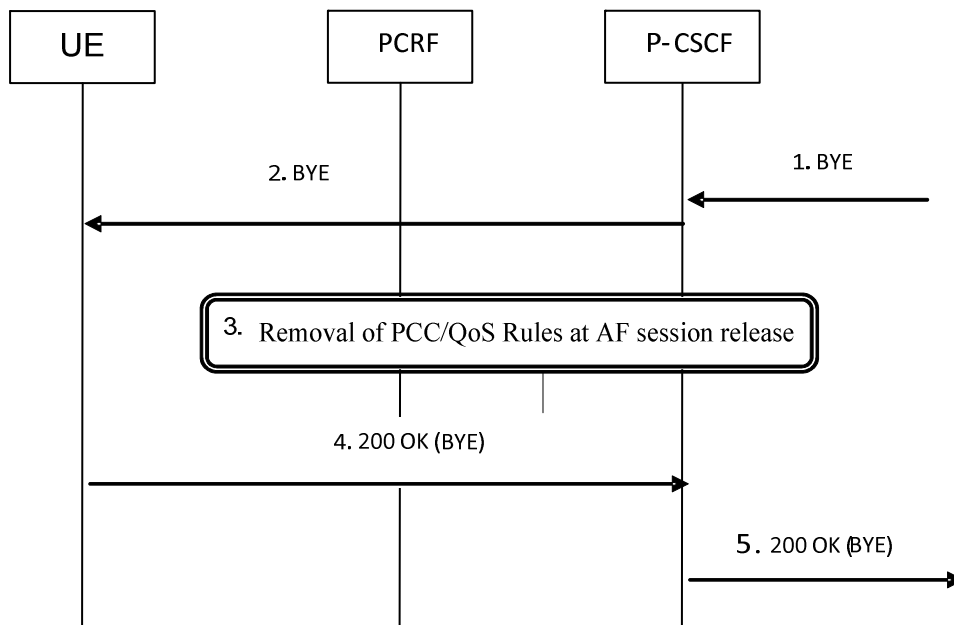 UE
PCRF
P-CSCF
1. BYE
2. BYE
3. Removal of PCC/QoS Rules at AF session release
4. 200 OK (BYE)
5. 200 OK (BYE)